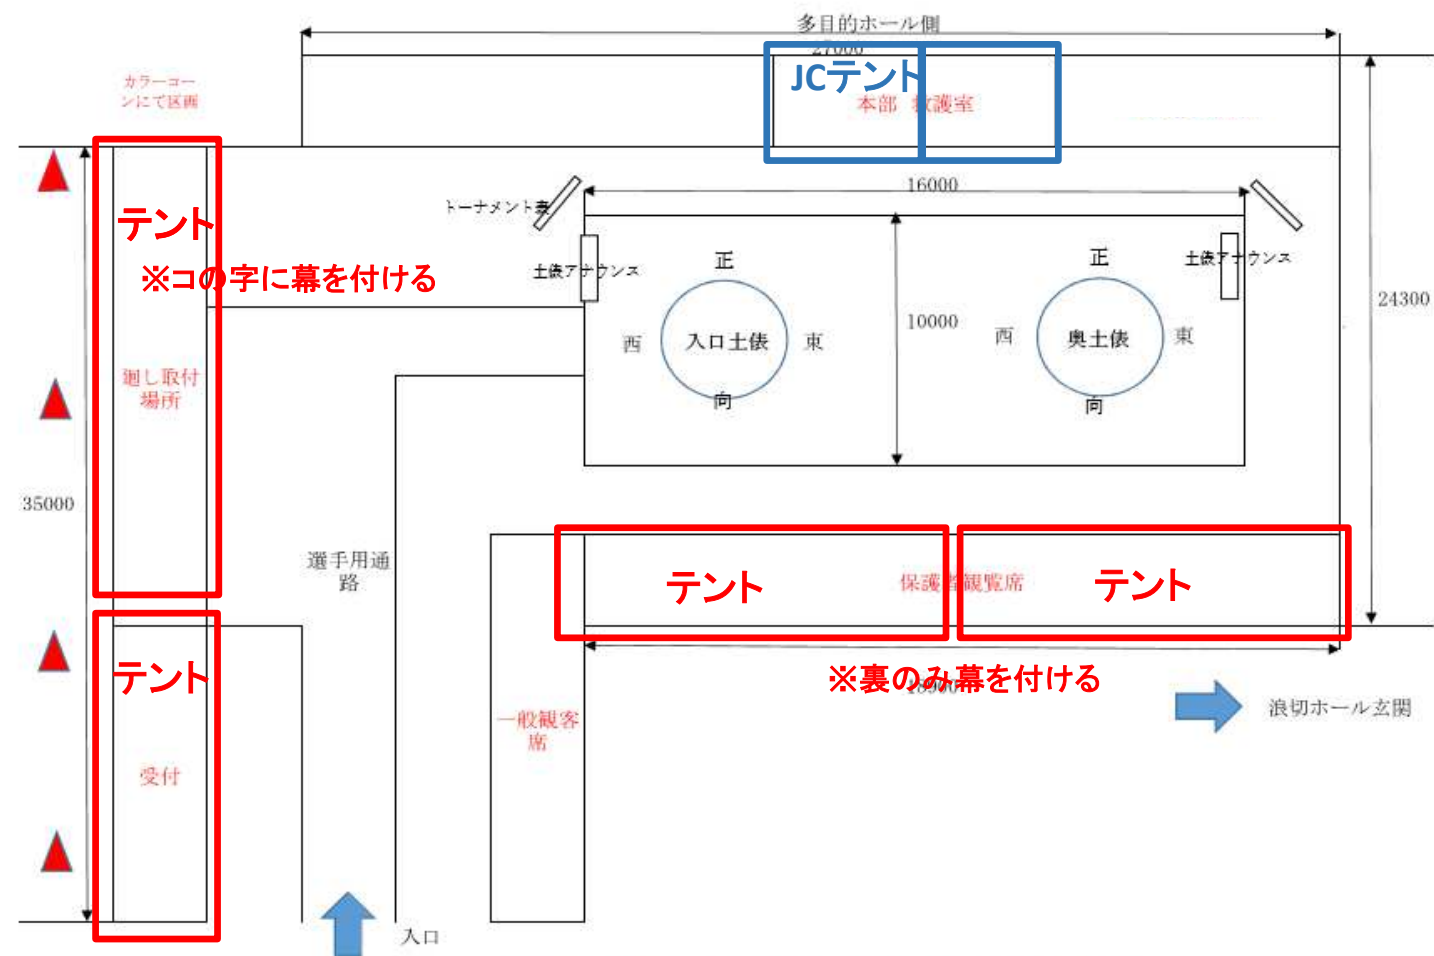 多目的ホール側
27000
カラーコー
ンにて区画
JCテント
本部 救護室
16000
トーナメント表
テント
※コの字に幕を付ける
土俵アナウンス
正
西
入口土俵
東
向
10000
正
土俵アナウンス
西
奥土俵
東
向
24300
廻し取付
場所
35000
選手用通
路
テント
保護者観覧席
テント
テント
※裏のみ幕を付ける
18900
一般観客
席
浪切ホール玄関
受付
入口